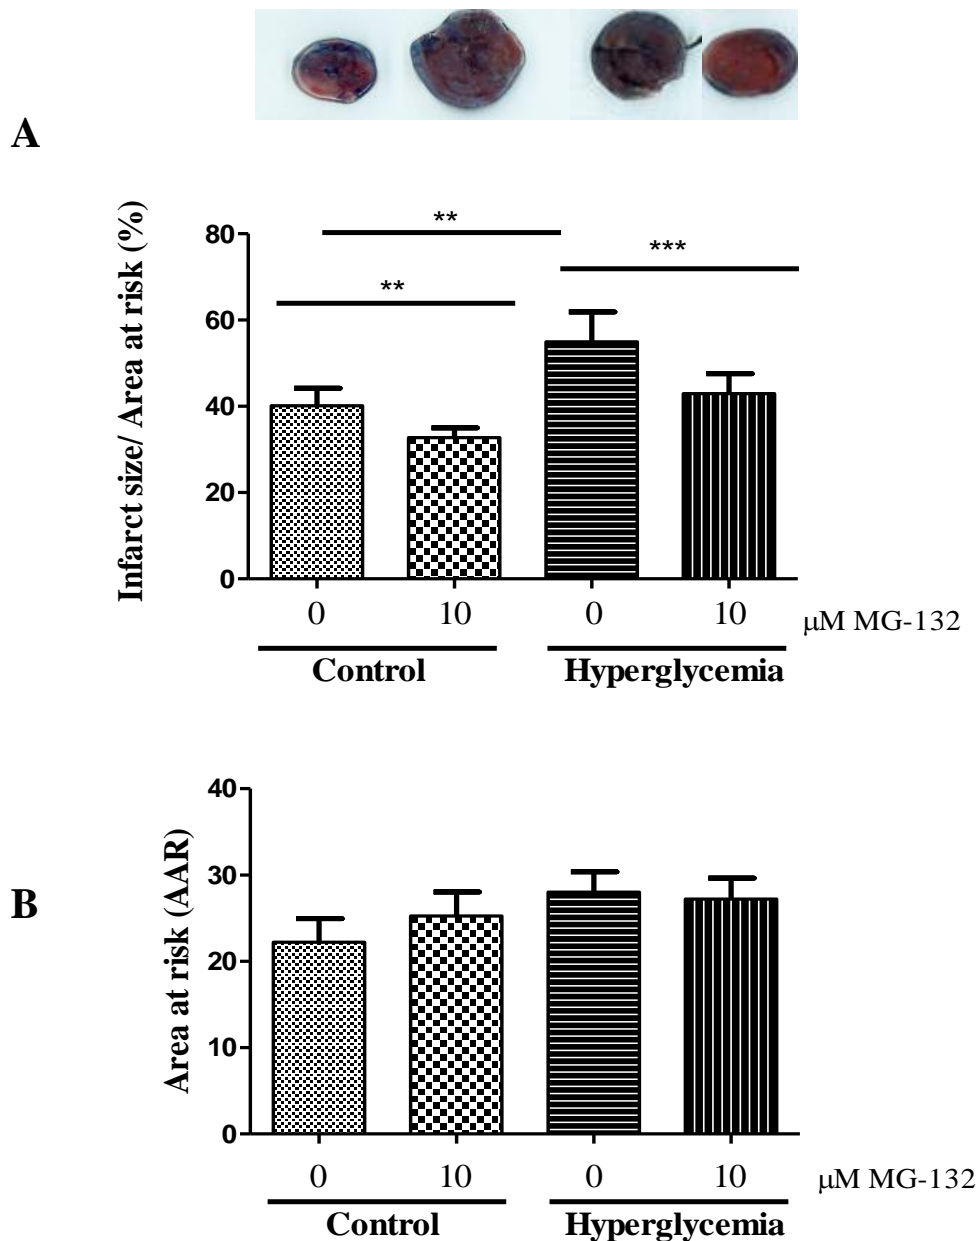 A
Infarct size/ Area at risk (%)
80
60
40
20
0
**
**
***
0 10 0 10 μM MG-132
Control Hyperglycemia
B
Area at risk (AAR)
40
30
20
10
0
0 10 0 10 μM MG-132
Control Hyperglycemia